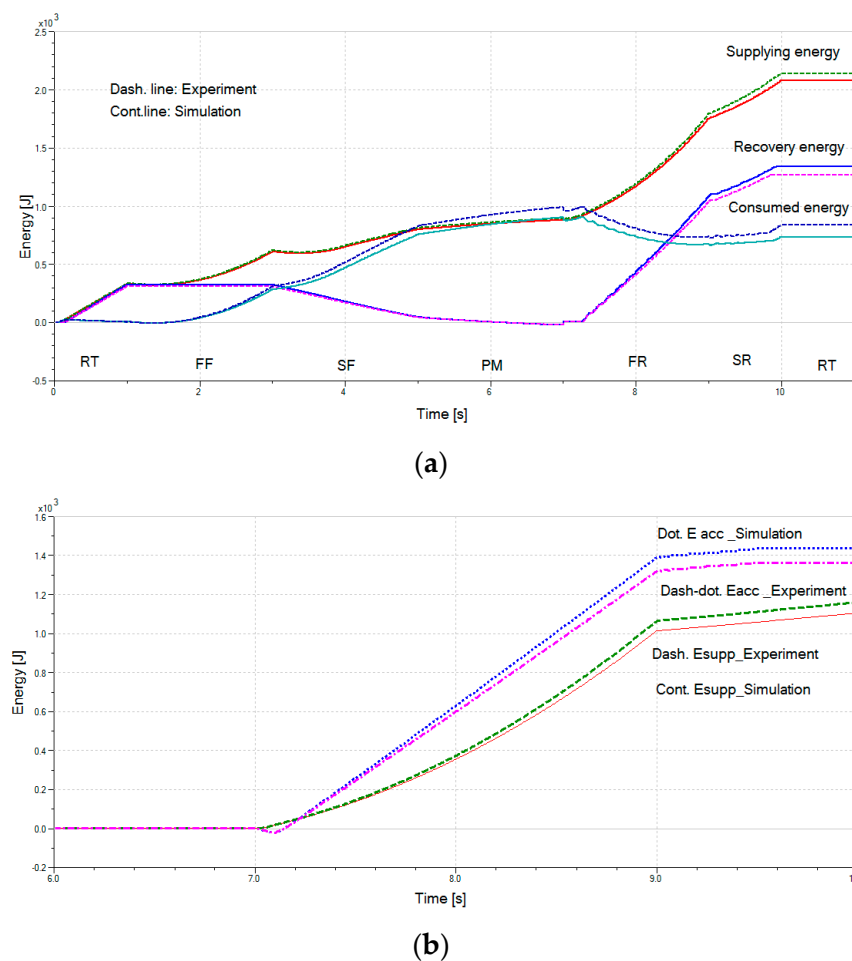 x10³
2.5
Supplying energy
Dash. line: Experiment
2.0
Cont.line: Simulation
1.5
Recovery energy
Energy [J]
1.0
Consumed energy
0.5
0.0
RT FF SF PM FR SR RT
-0.5
0 2 4 6 8 10
Time [s]
(a)
x10³
1.6
Dot. E acc _Simulation
1.4
1.2
Dash-dot. Eacc _Experiment
1.0
Energy [J]
0.8
Dash. Esupp_Experiment
Cont. Esupp_Simulation
0.6
0.4
0.2
0.0
-0.2
6.0 7.0 8.0 9.0
Time [s]
(b)